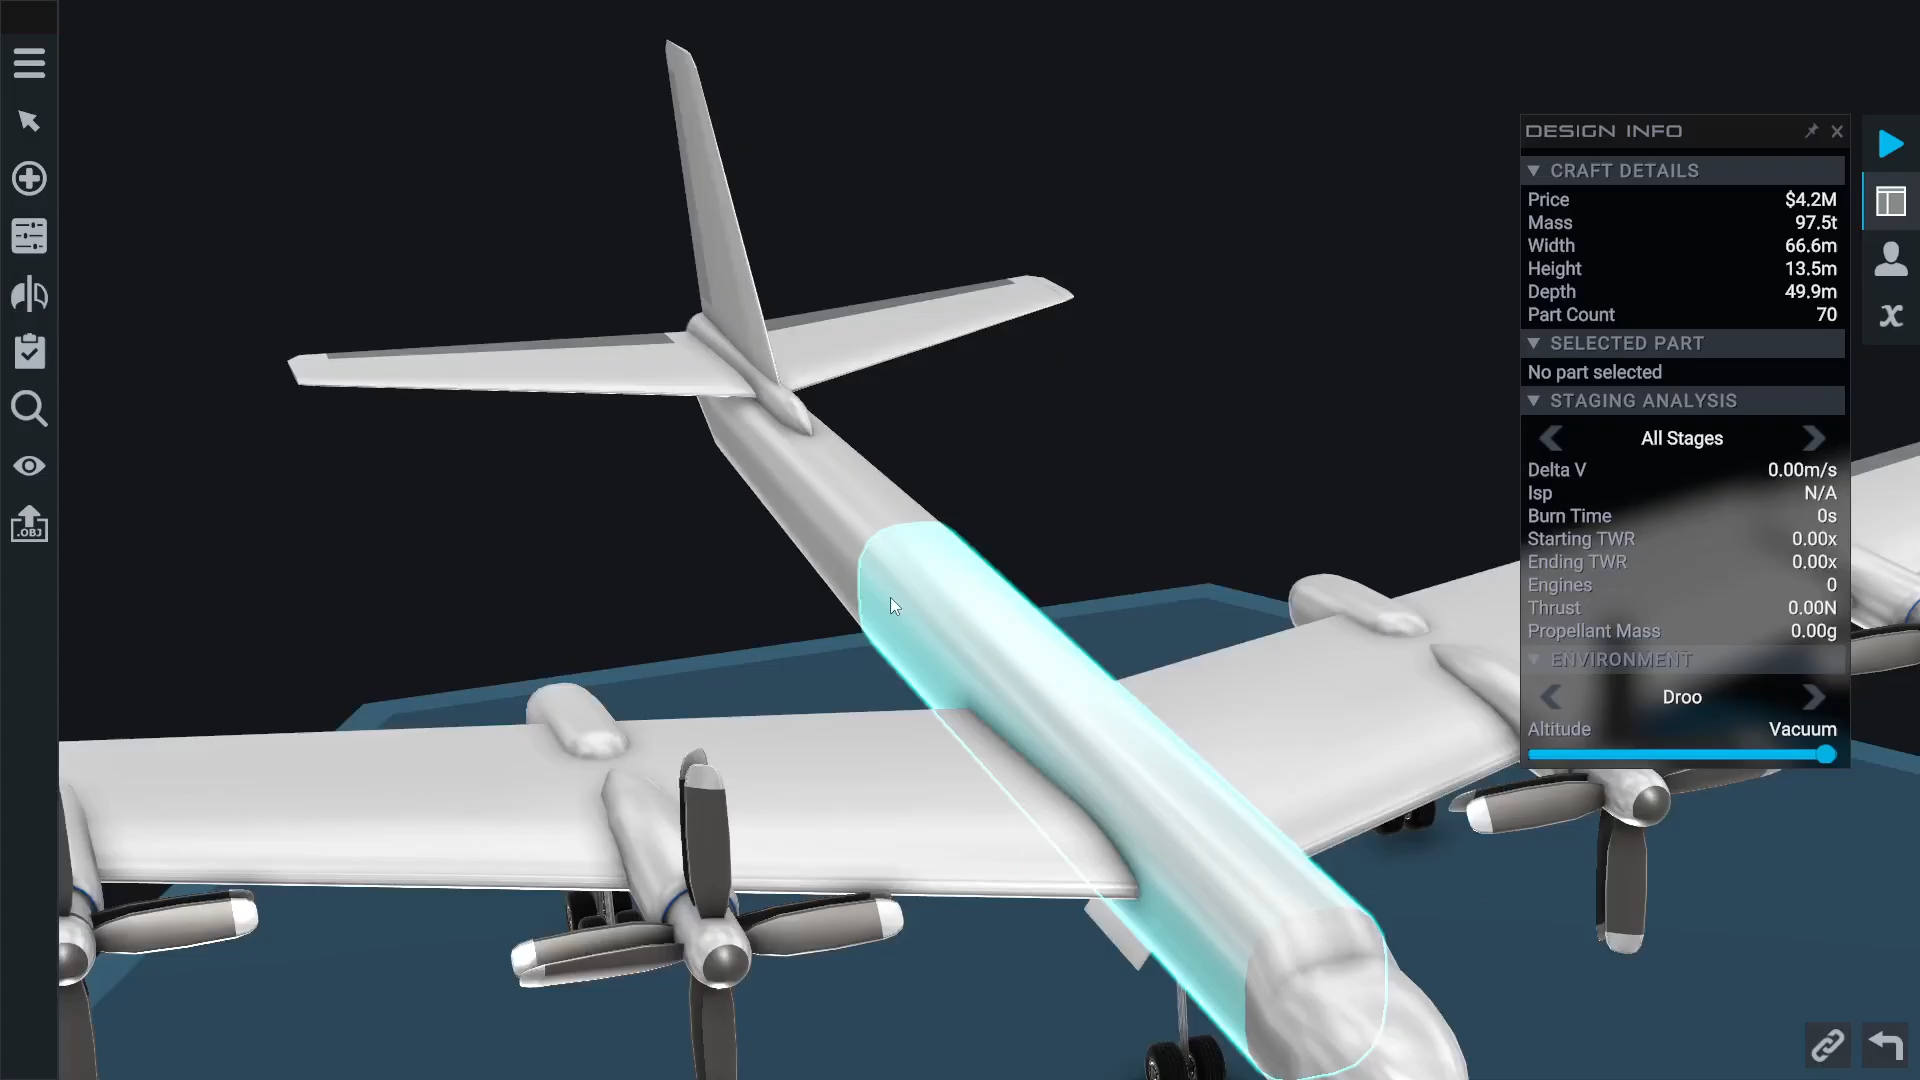 DESIGN INFO
CRAFT DETAILS
Price $4.2M
Mass 97.5t
Width 66.6m
Height 13.5m
Depth 49.9m
Part Count 70
SELECTED PART
No part selected
STAGING ANALYSIS
All Stages
Delta V 0.00m/s
Isp N/A
Burn Time 0s
Starting TWR 0.00x
Ending TWR 0.00x
Engines 0
Thrust 0.00N
Propellant Mass 0.00g
ENVIRONMENT
Droo
Altitude Vacuum
.OBJ
x